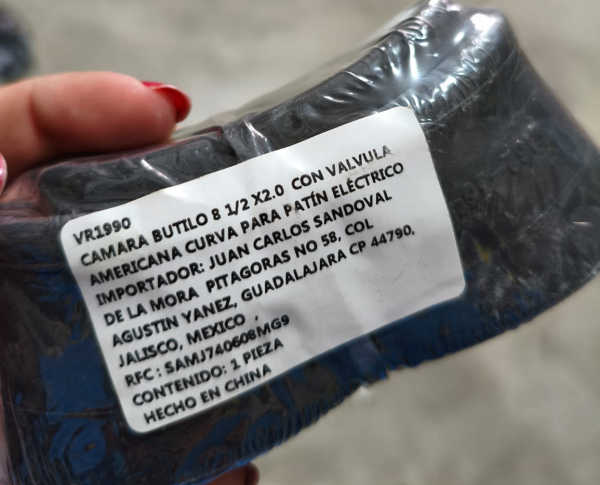 VR1990
CAMARA BUTILO 8 1/2 X2.0 CON VALVULA
AMERICANA CURVA PARA PATÍN ELÉCTRICO
IMPORTADOR: JUAN CARLOS SANDOVAL
DE LA MORA PITAGORAS NO 58, COL
AGUSTIN YANEZ, GUADALAJARA CP 44790,
JALISCO, MEXICO ,
RFC : SAMJ740608MG9
CONTENIDO: 1 PIEZA
HECHO EN CHINA